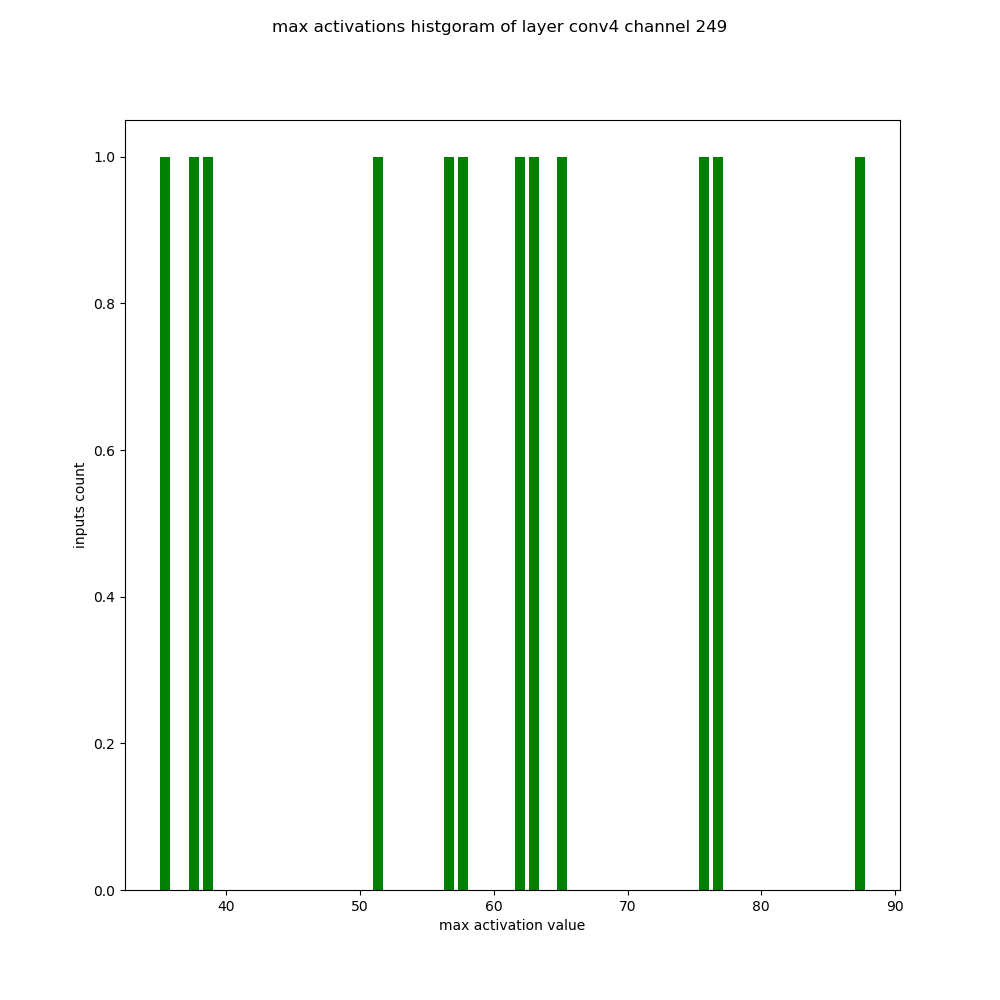 max activations histgoram of layer conv4 channel 249
1.0
0.8
0.6
0.4
0.2
0.0
inputs count
40 50 60 70 80 90
max activation value